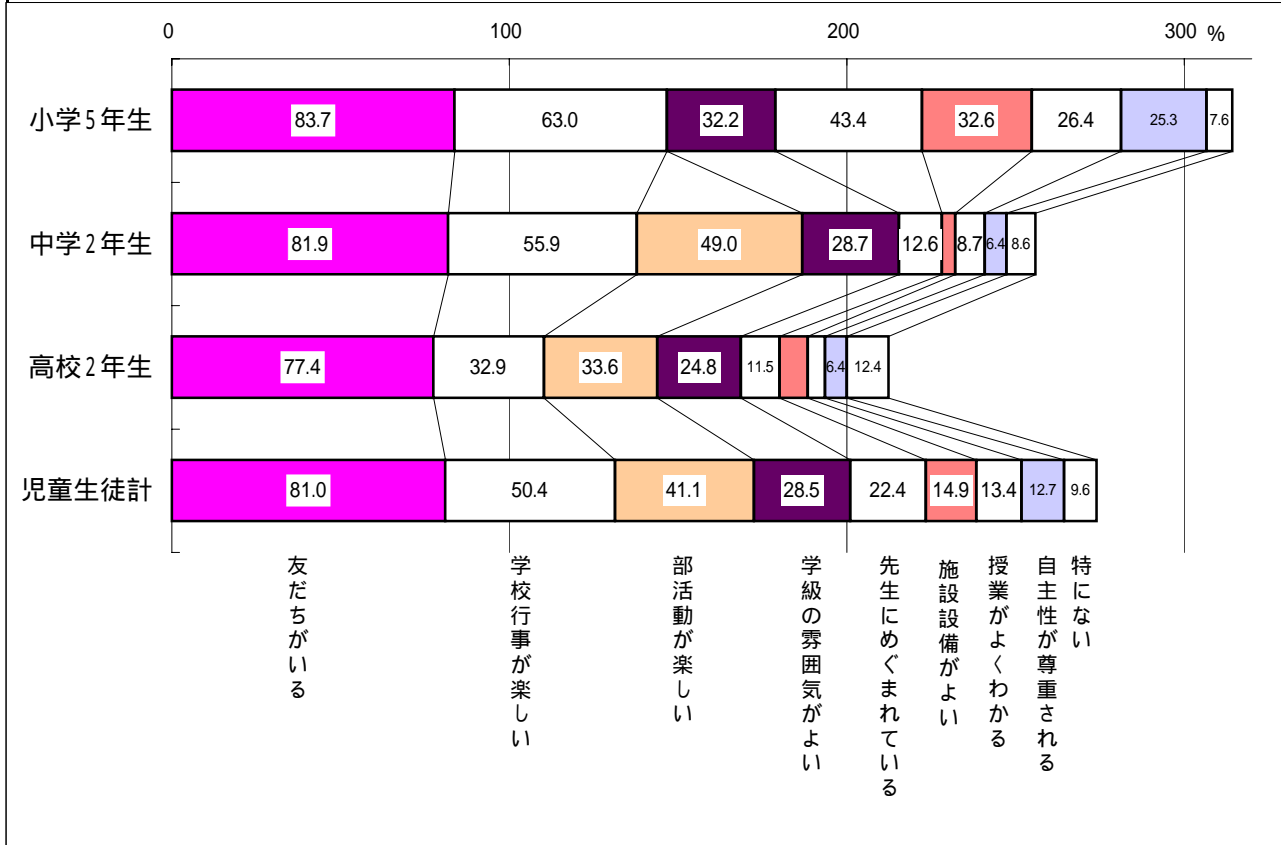 0 100 200 300 %
小学5年生 83.7 63.0 32.2 43.4 32.6 26.4 25.3 7.6
中学2年生 81.9 55.9 49.0 28.7 12.6 8.7 6.4 8.6
高校2年生 77.4 32.9 33.6 24.8 11.5 6.4 12.4
児童生徒計 81.0 50.4 41.1 28.5 22.4 14.9 13.4 12.7 9.6
友だちがいる
学校行事が楽しい
部活動が楽しい
学級の雰囲気がよい
先生にめぐまれている
施設設備がよい
授業がよくわかる
自主性が尊重される
特にない